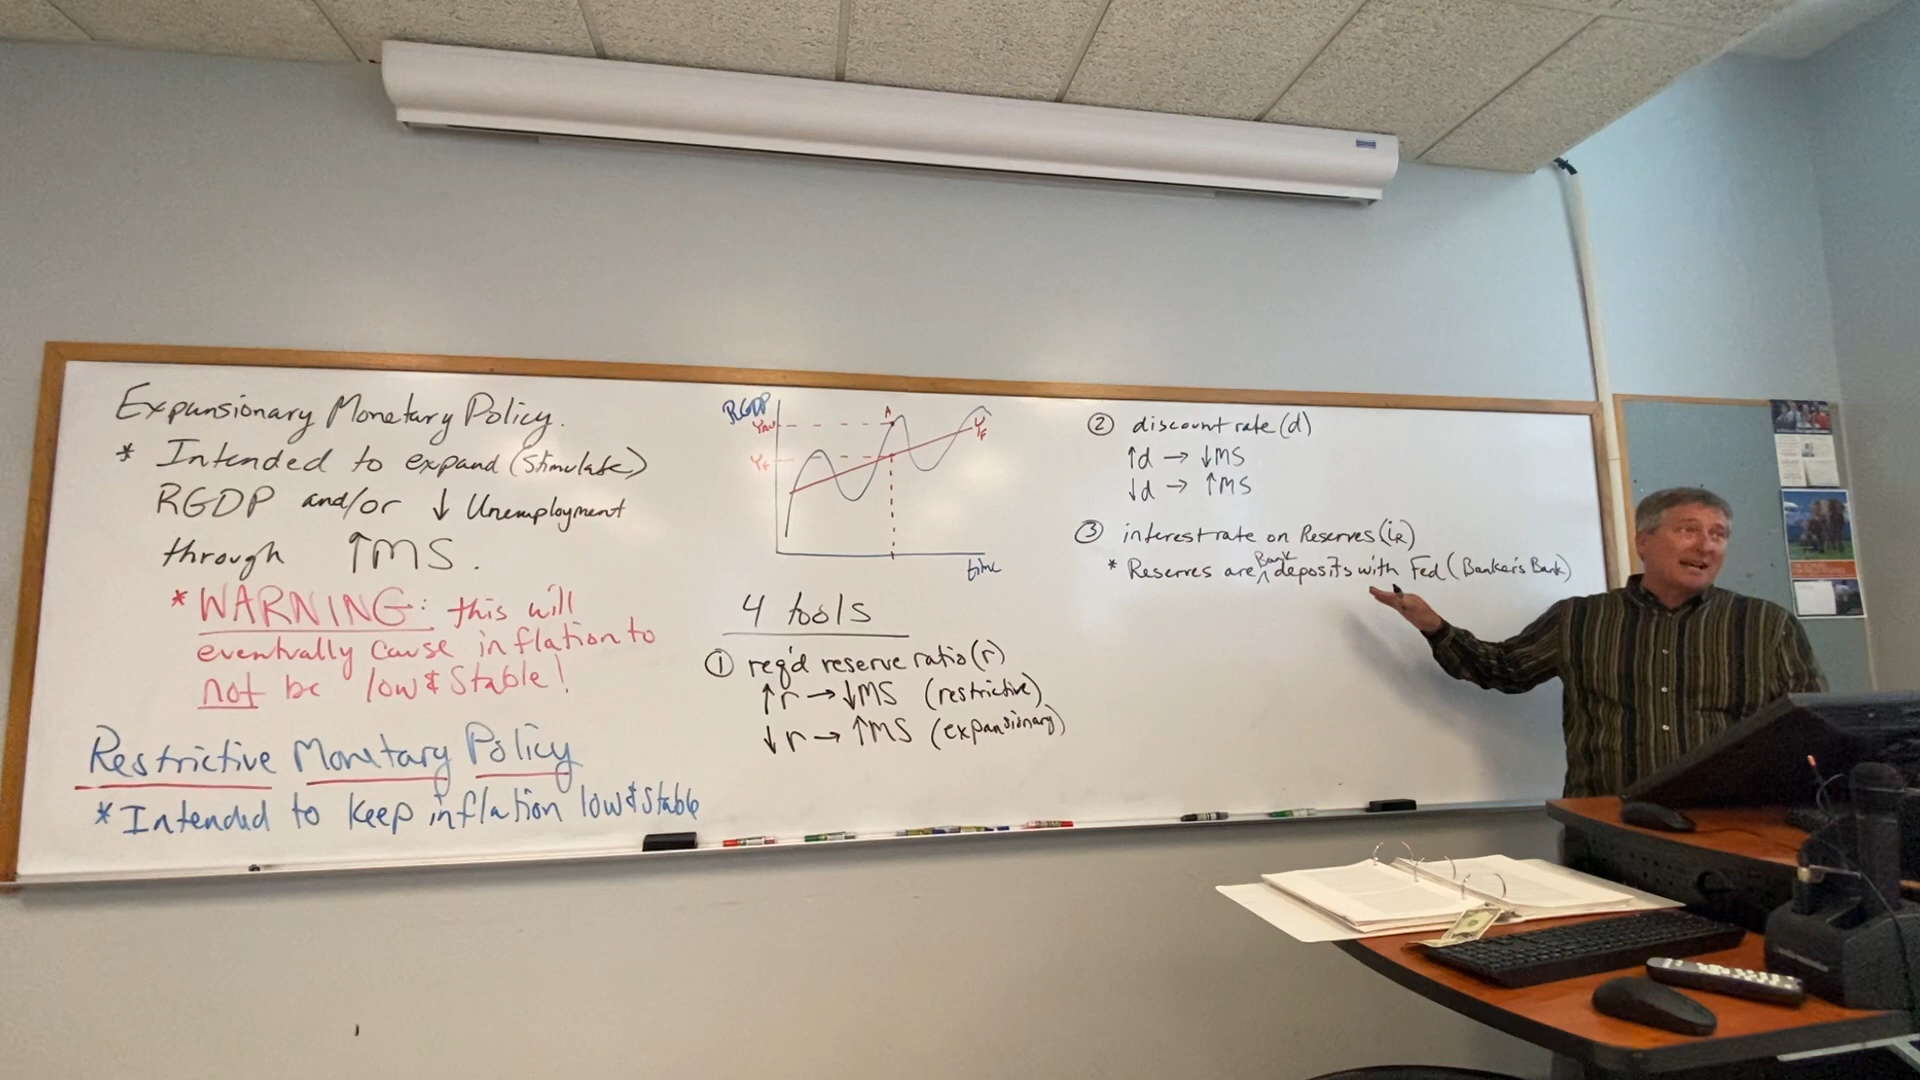 Expansionary Monetary Policy.
* Intended to expand (stimulate)
RGDP and/or ↓ Unemployment
through ↑MS.
* WARNING: this will
eventually cause inflation to
not be low & Stable!
Restrictive Monetary Policy
* Intended to keep inflation low & stable
RGDP
A
YF
YF
time
4 tools
① req'd reserve ratio (r)
↑r → ↓MS (restrictive)
↓r → ↑MS (expansionary)
② discount rate (d)
↑d → ↓MS
↓d → ↑MS
③ interest rate on Reserves (iR)
* Reserves are Bank deposits with Fed (Banker's Bank)